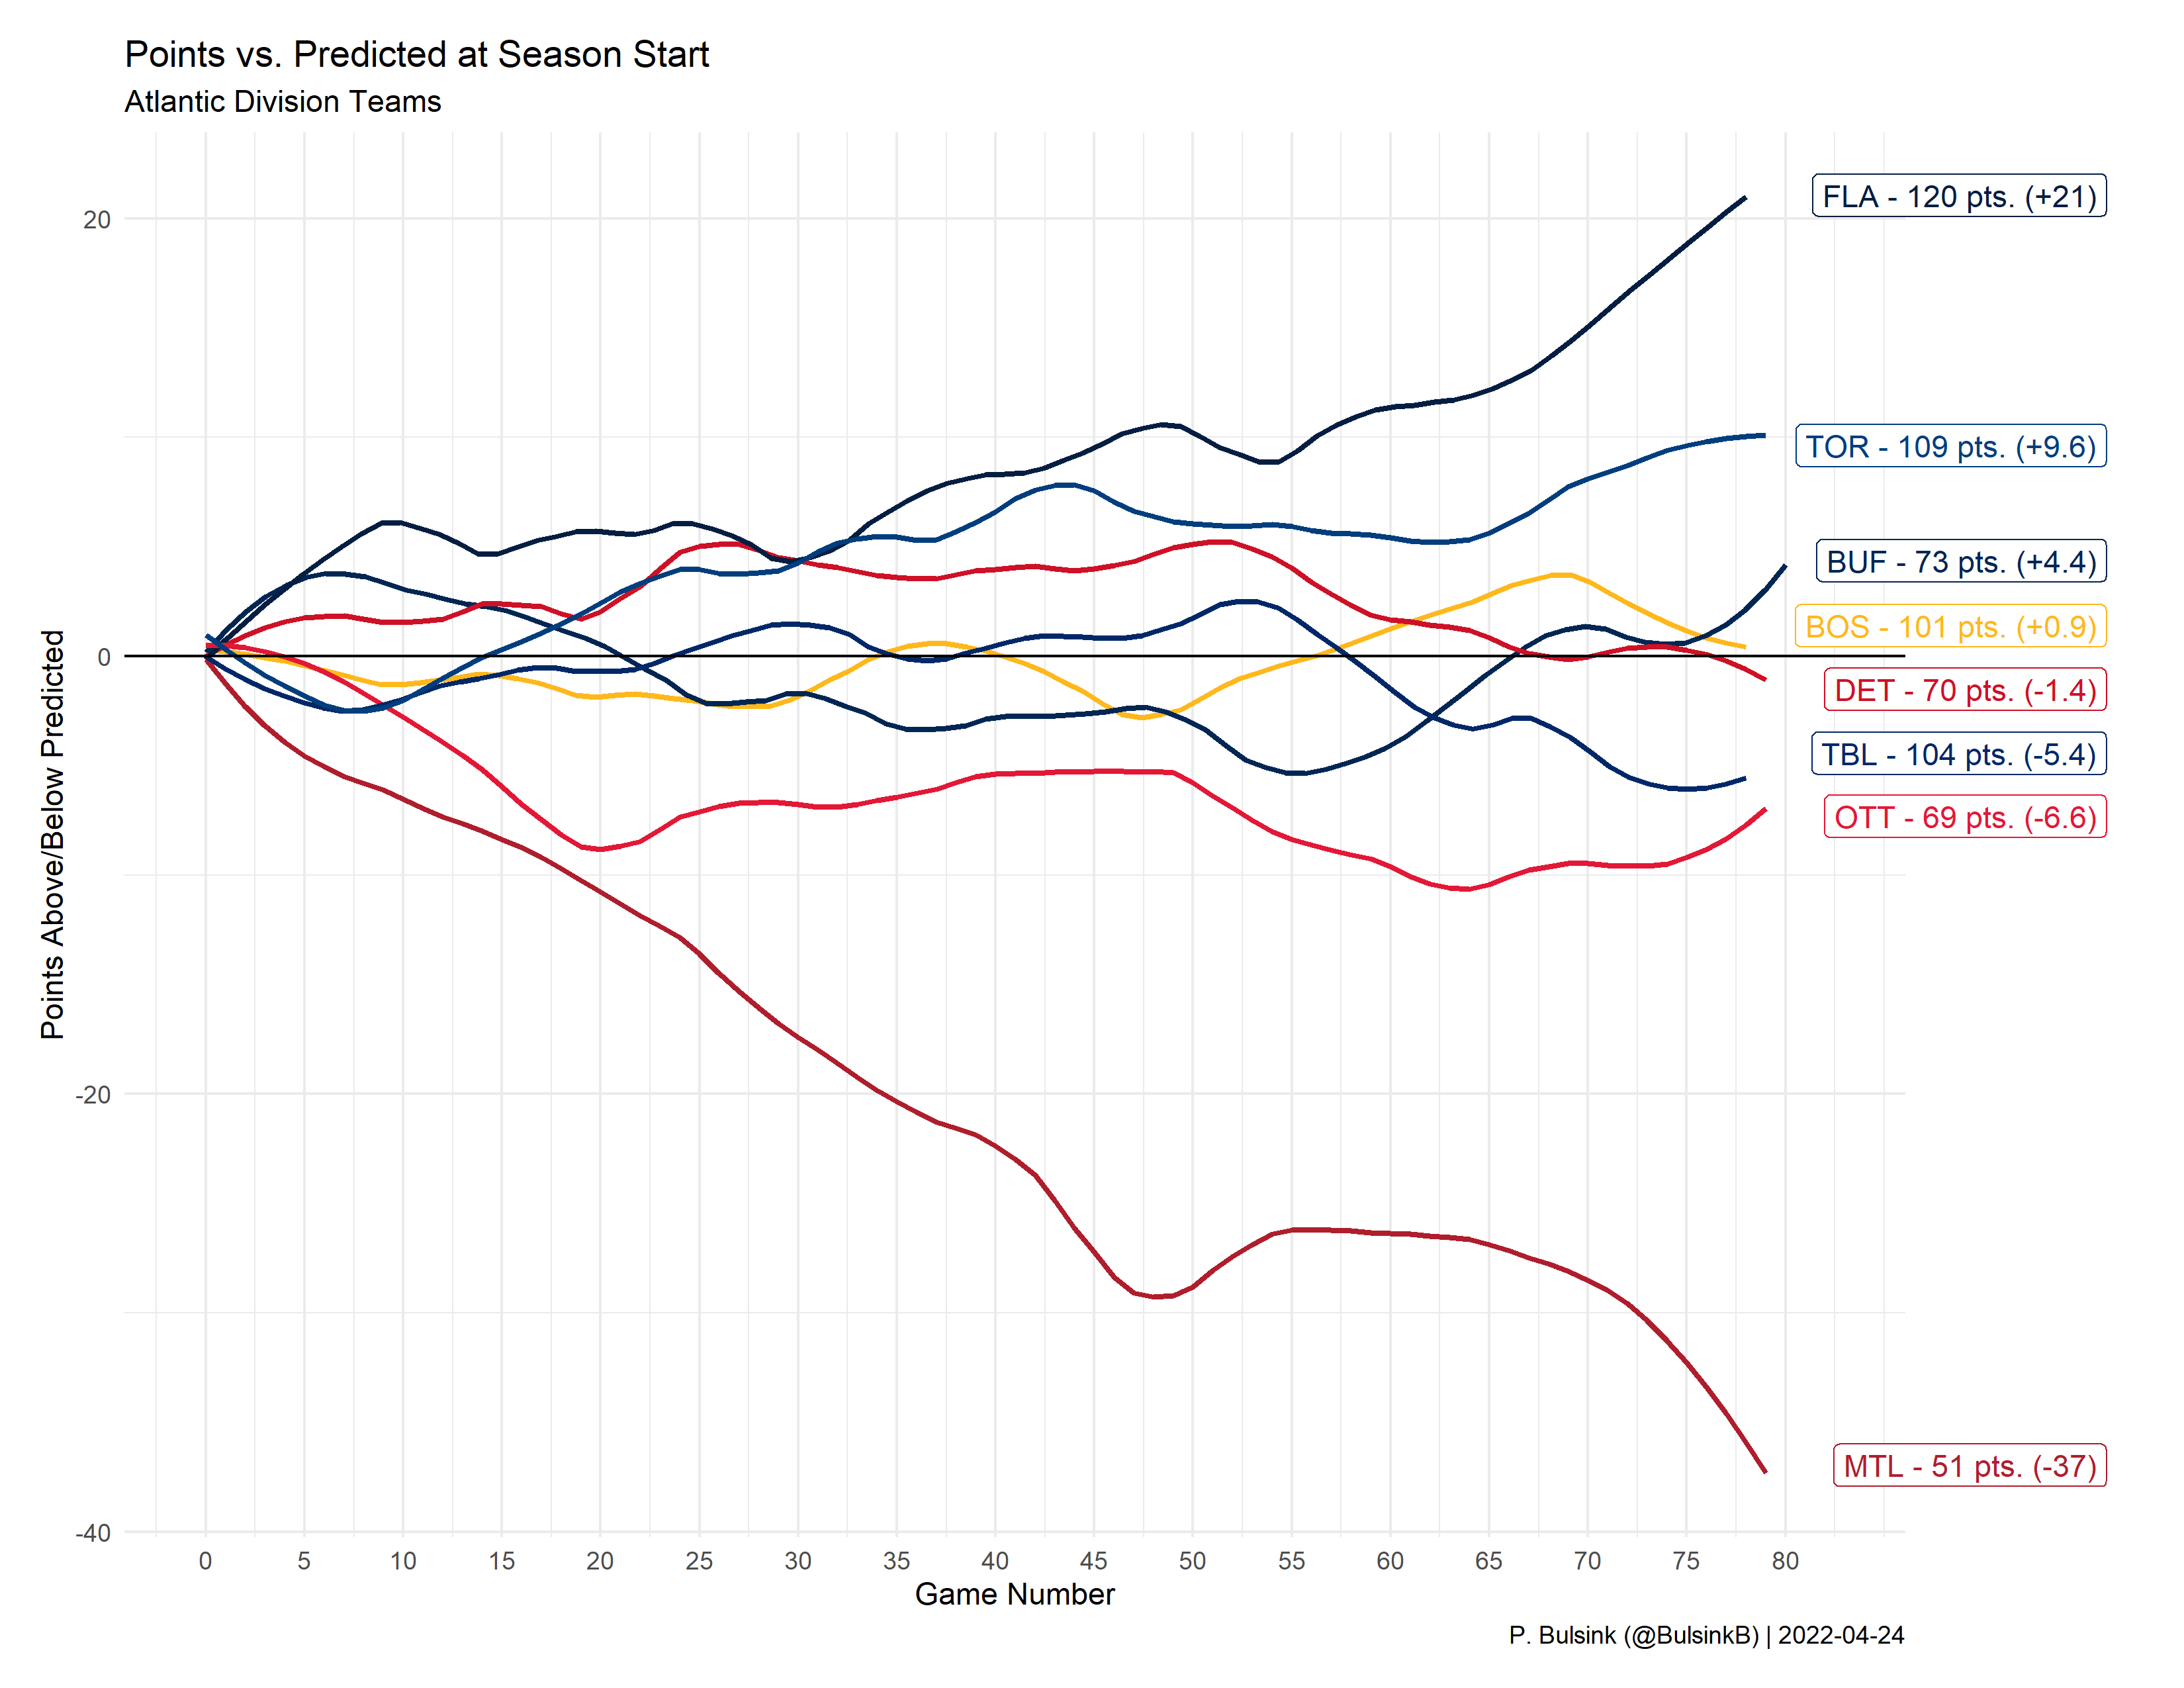 Points vs. Predicted at Season Start
Atlantic Division Teams
Points Above/Below Predicted
20
0
-20
-40
FLA - 120 pts. (+21)
TOR - 109 pts. (+9.6)
BUF - 73 pts. (+4.4)
BOS - 101 pts. (+0.9)
DET - 70 pts. (-1.4)
TBL - 104 pts. (-5.4)
OTT - 69 pts. (-6.6)
MTL - 51 pts. (-37)
0 5 10 15 20 25 30 35 40 45 50 55 60 65 70 75 80
Game Number
P. Bulsink (@BulsinkB) | 2022-04-24